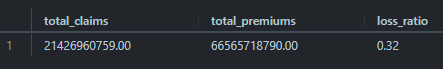 total_claims total_premiums loss_ratio
1 21426960759.00 66565718790.00 0.32